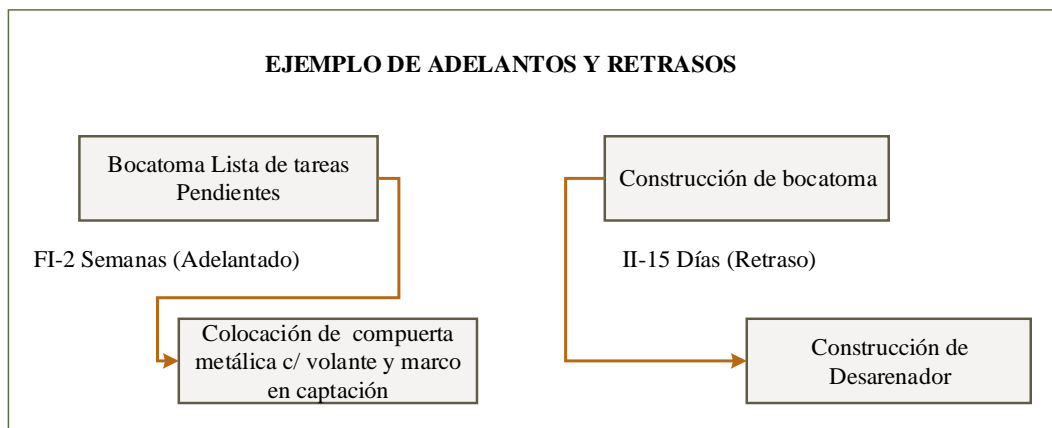 EJEMPLO DE ADELANTOS Y RETRASOS
Bocatoma Lista de tareas
Pendientes
FI-2 Semanas (Adelantado)
Colocación de compuerta
metálica c/ volante y marco
en captación
Construcción de bocatoma
II-15 Días (Retraso)
Construcción de
Desarenador